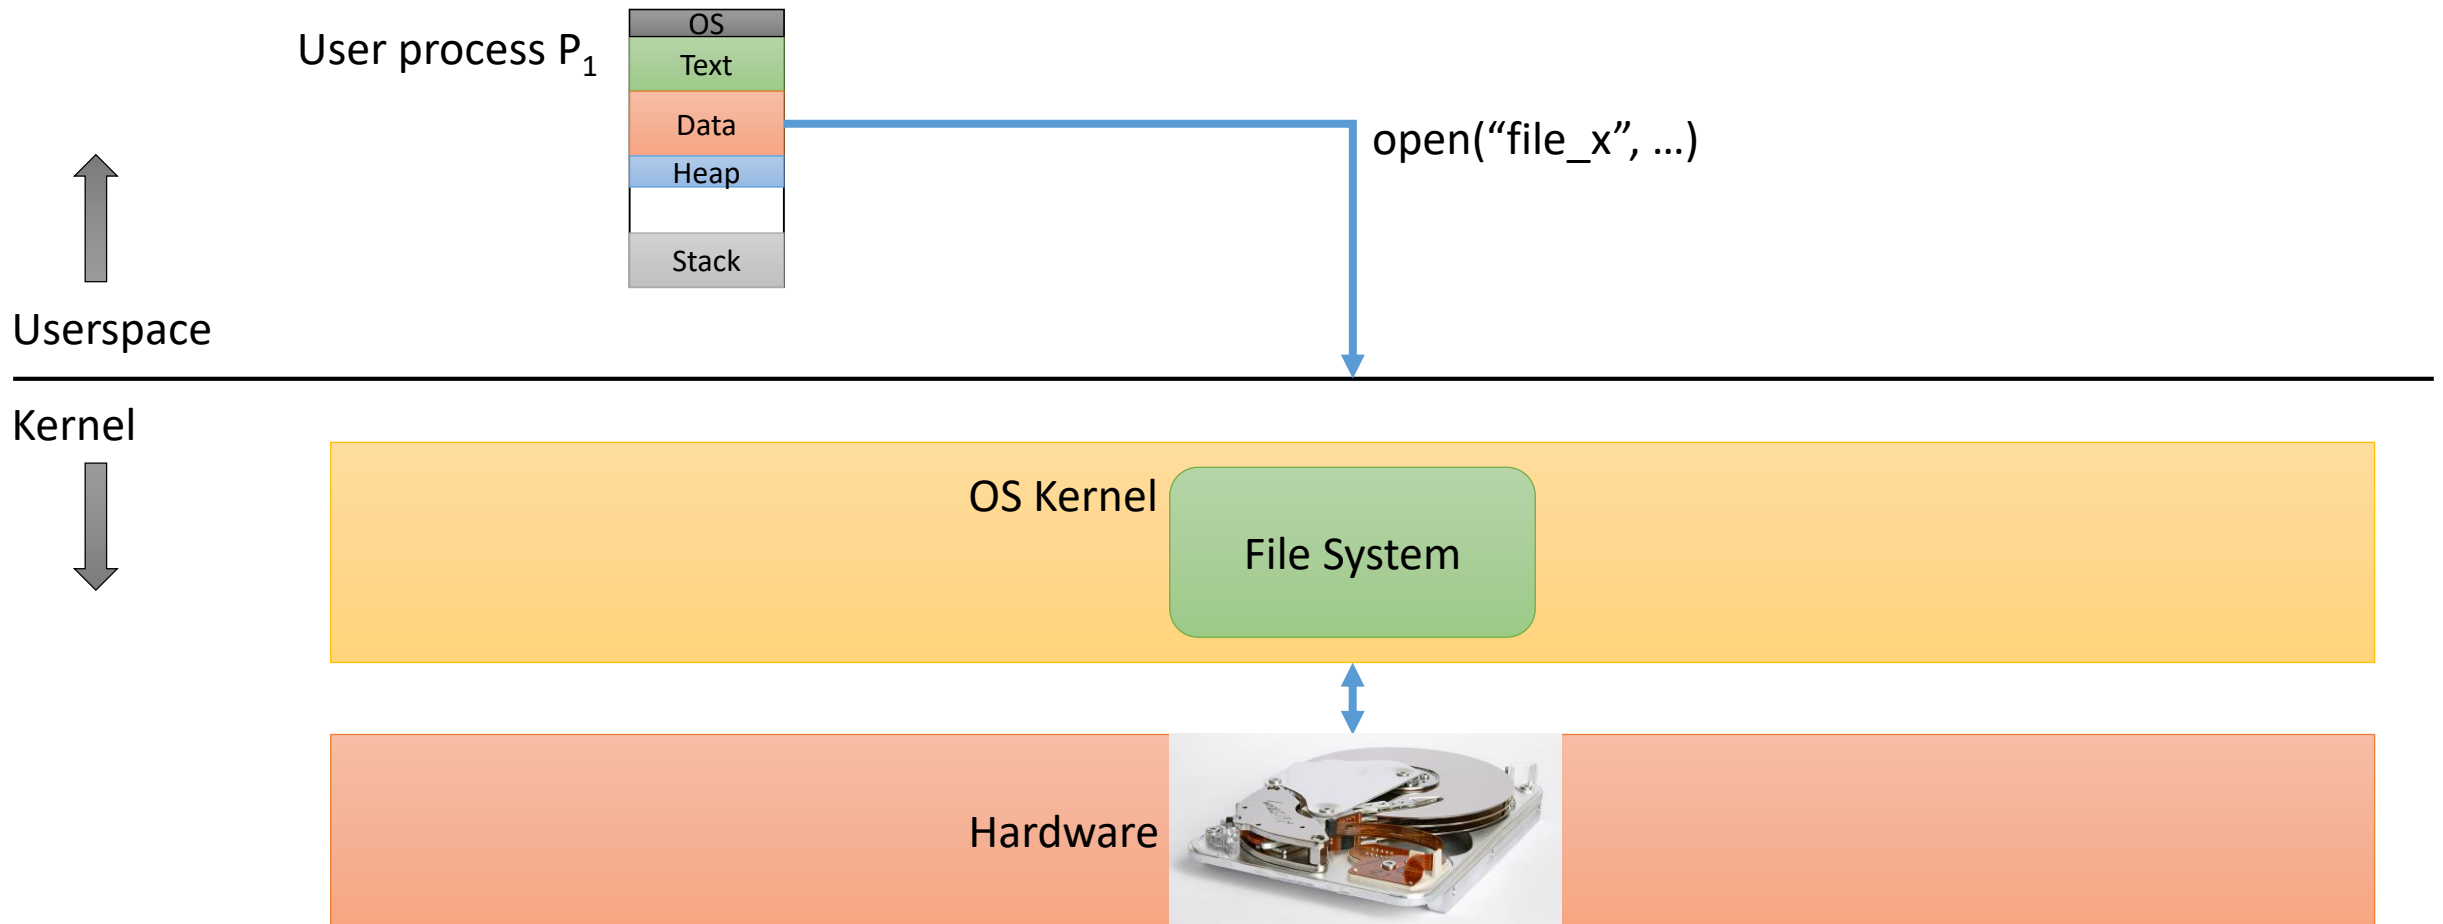 OS
User process P1
Text
Data
open(“file_x”, …)
Heap
Stack
Userspace
Kernel
OS Kernel
File System
Hardware